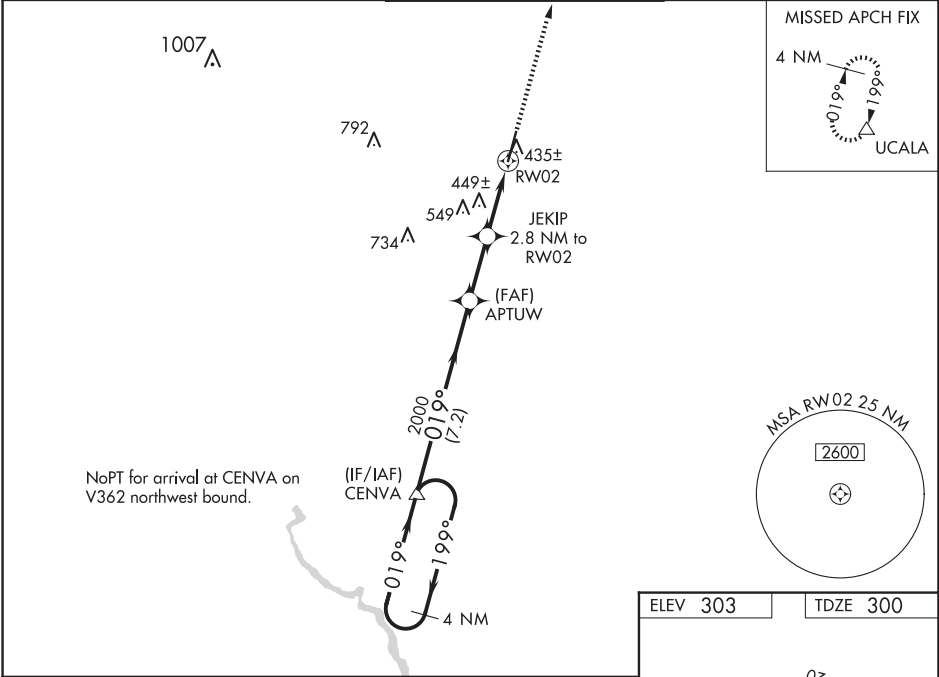 MISSED APCH FIX
4 NM
019°
199°
UCALA
1007
792
435±
RW02
449±
549
734
JEKIP
2.8 NM to
RW02
(FAF)
APTUW
2000
019°
(7.2)
MSA RW02 25 NM
2600
NoPT for arrival at CENVA on
V362 northwest bound.
(IF/IAF)
CENVA
019°
199°
4 NM
ELEV 303
TDZE 300